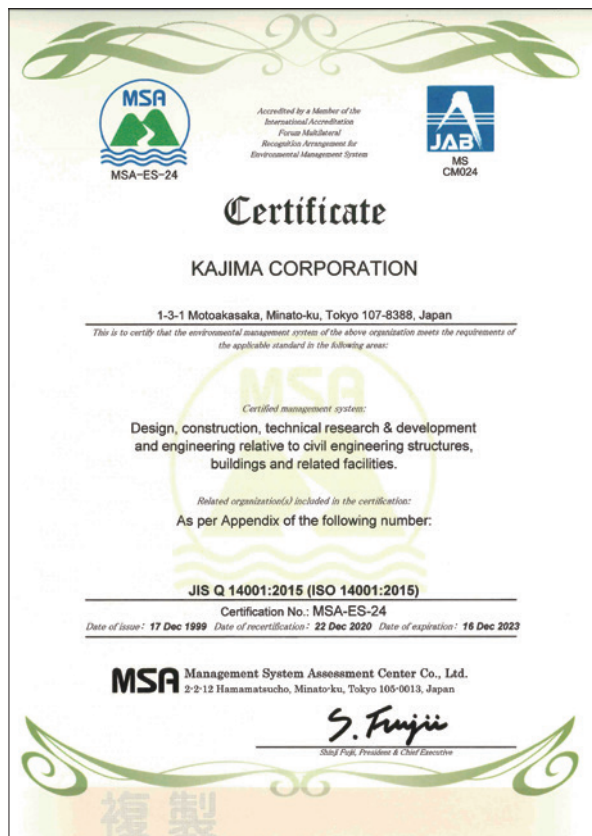 MSA
MSA-ES-24
Accredited by a Member of the
International Accreditation
Forum Multilateral
Recognition Arrangement for
Environmental Management System
JAB
MS
CM024
Certificate
KAJIMA CORPORATION
1-3-1 Motoakasaka, Minato-ku, Tokyo 107-8388, Japan
This is to certify that the environmental management system of the above organization meets the requirements of
the applicable standard in the following areas:
MSA
Certified management system:
Design, construction, technical research & development
and engineering relative to civil engineering structures,
buildings and related facilities.
Related organization(s) included in the certification:
As per Appendix of the following number:
JIS Q 14001:2015 (ISO 14001:2015)
Certification No.: MSA-ES-24
Date of issue: 17 Dec 1999 Date of recertification: 22 Dec 2020 Date of expiration: 16 Dec 2023
MSA Management System Assessment Center Co., Ltd.
2-2-12 Hamamatsucho, Minato-ku, Tokyo 105-0013, Japan
S. Fujii
Shinji Fujii, President & Chief Executive
複製